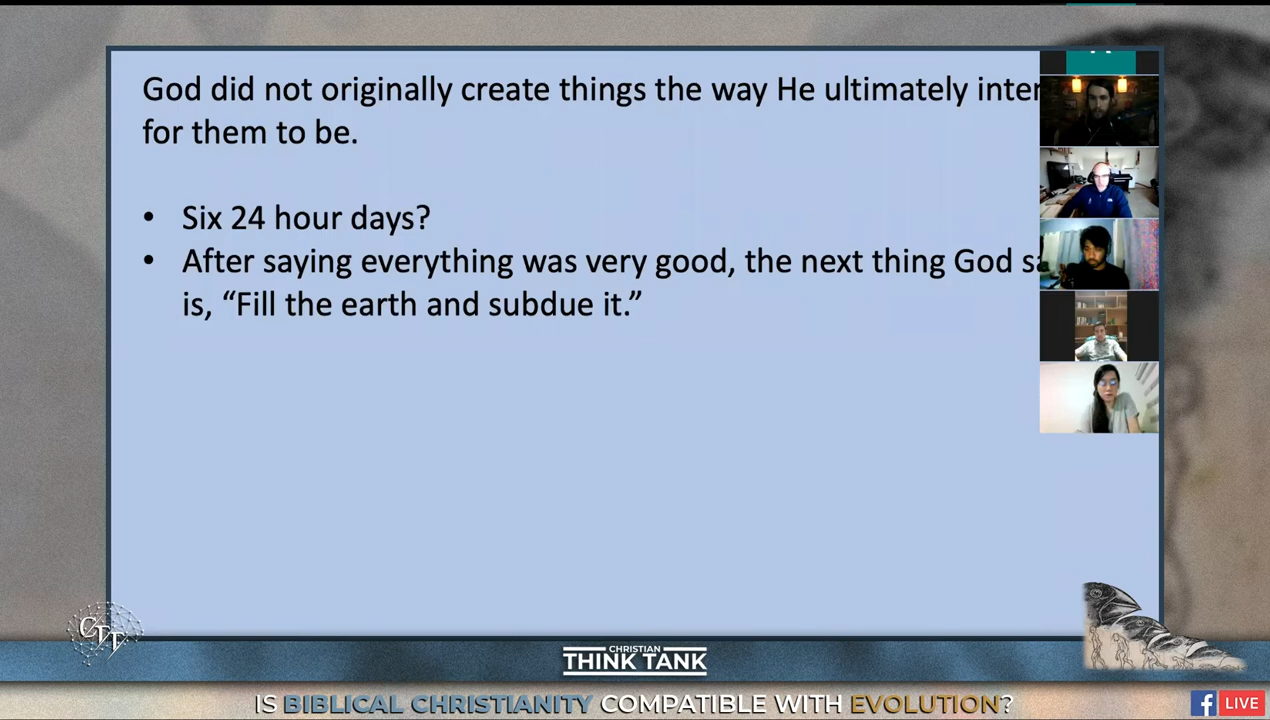 God did not originally create things the way He ultimately
for them to be.
• Six 24 hour days?
• After saying everything was very good, the next thing God
is, “Fill the earth and subdue it.”
CTT
CHRISTIAN
THINK TANK
IS BIBLICAL CHRISTIANITY COMPATIBLE WITH EVOLUTION?
f LIVE